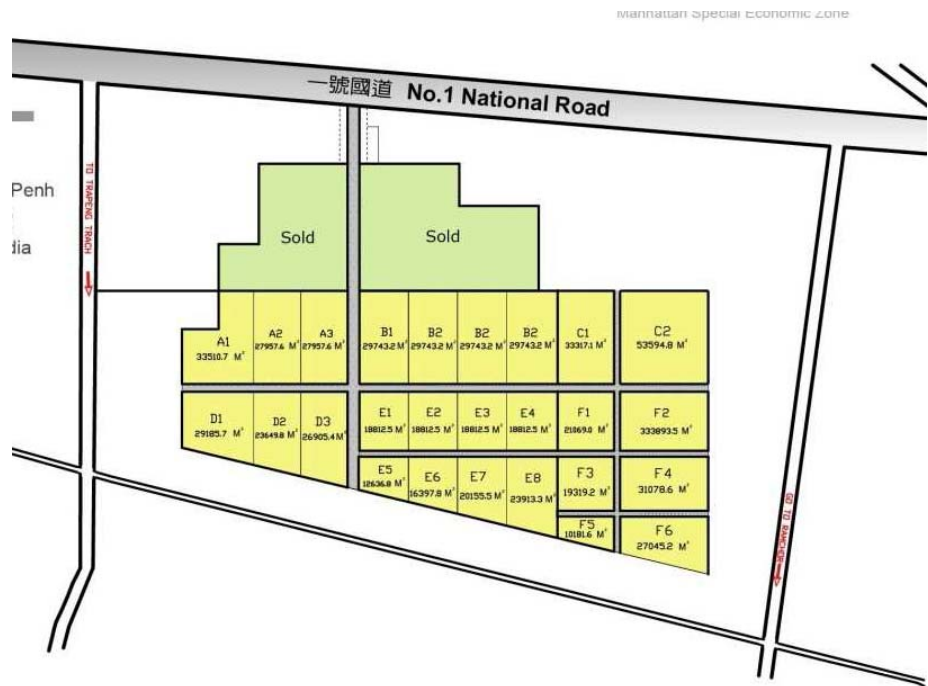 Manhattan Special Economic Zone
一號國道 No.1 National Road
Penh
dia
TO TRAPENG TRACH
Sold
Sold
A1
33510.7 M²
A2
27957.6 M²
A3
27957.6 M²
B1
29743.2 M²
B2
29743.2 M²
B2
29743.2 M²
B2
29743.2 M²
C1
33317.1 M²
C2
53594.8 M²
D1
29185.7 M²
D2
23649.8 M²
D3
26905.4 M²
E1
18812.5 M²
E2
18812.5 M²
E3
18812.5 M²
E4
18812.5 M²
F1
21069.0 M²
F2
333893.5 M²
E5
12636.8 M²
E6
16397.8 M²
E7
20155.5 M²
E8
23913.3 M²
F3
19319.2 M²
F4
31078.6 M²
F5
10181.6 M²
F6
27045.2 M²